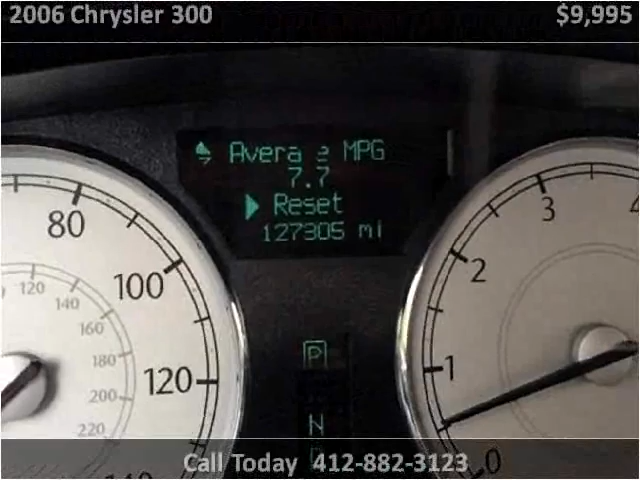 2006 Chrysler 300 $9,995
Avera e MPG
7.7
Reset
127305 mi
80
100
120
120
140
160
180
200
220
3
2
1
0
P
N
Call Today 412-882-3123